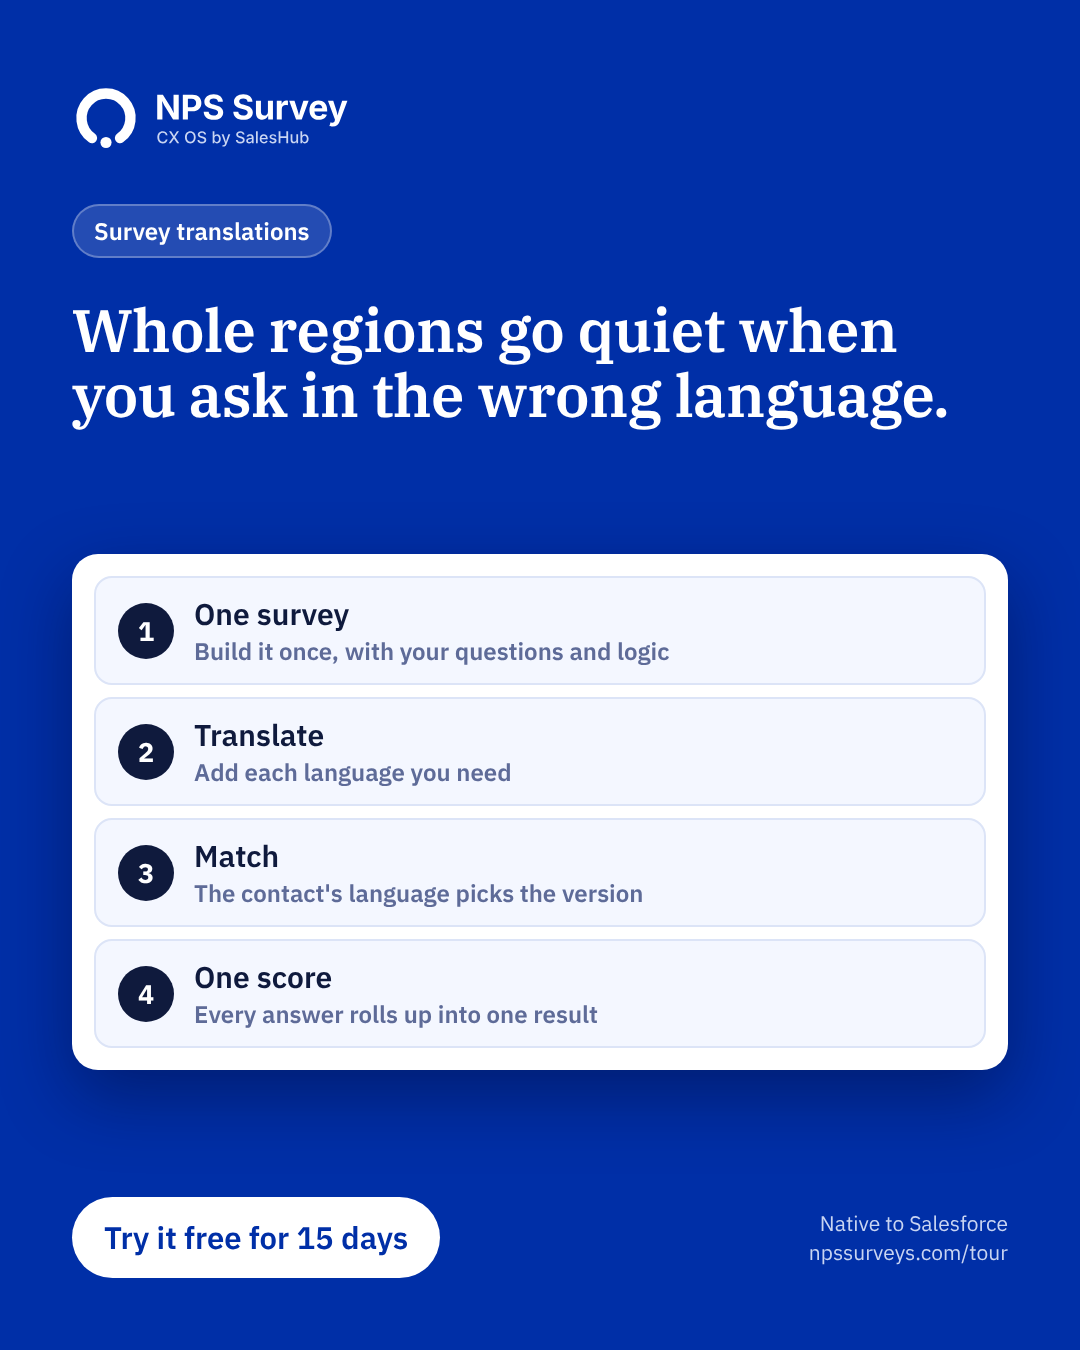 NPS Survey
CX OS by SalesHub
Survey translations
Whole regions go quiet when
you ask in the wrong language.
1
One survey
Build it once, with your questions and logic
2
Translate
Add each language you need
3
Match
The contact's language picks the version
4
One score
Every answer rolls up into one result
Try it free for 15 days
Native to Salesforce
npssurveys.com/tour